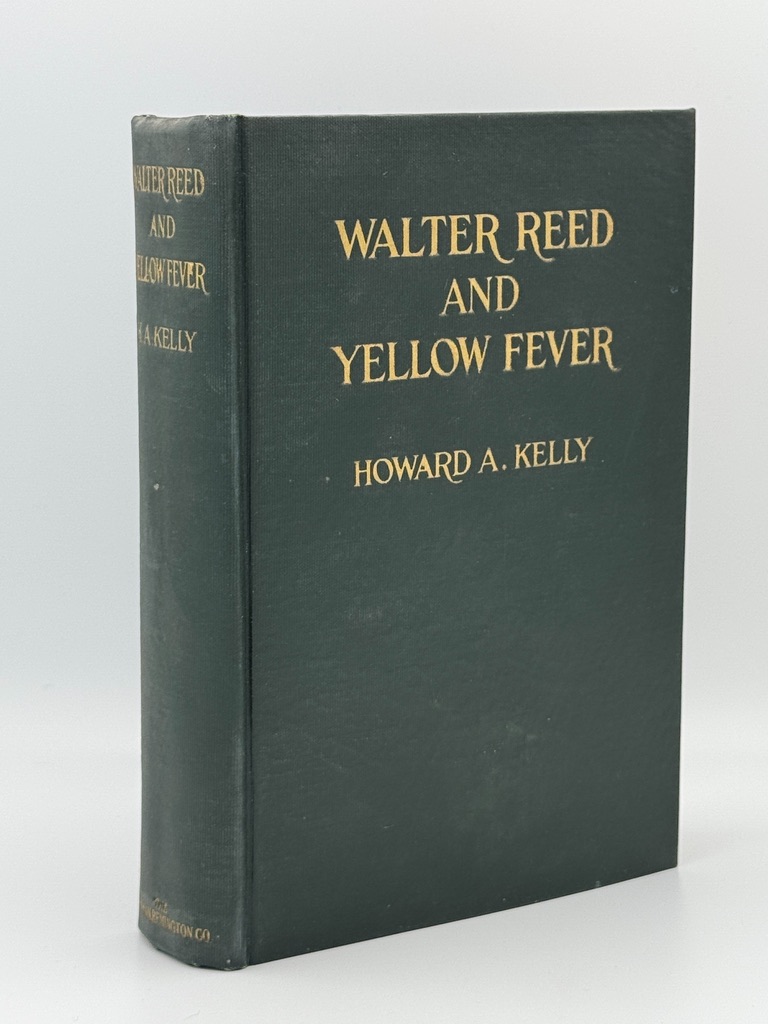 WALTER REED
AND
YELLOW FEVER
H. A. KELLY
WALTER REED
AND
YELLOW FEVER
HOWARD A. KELLY